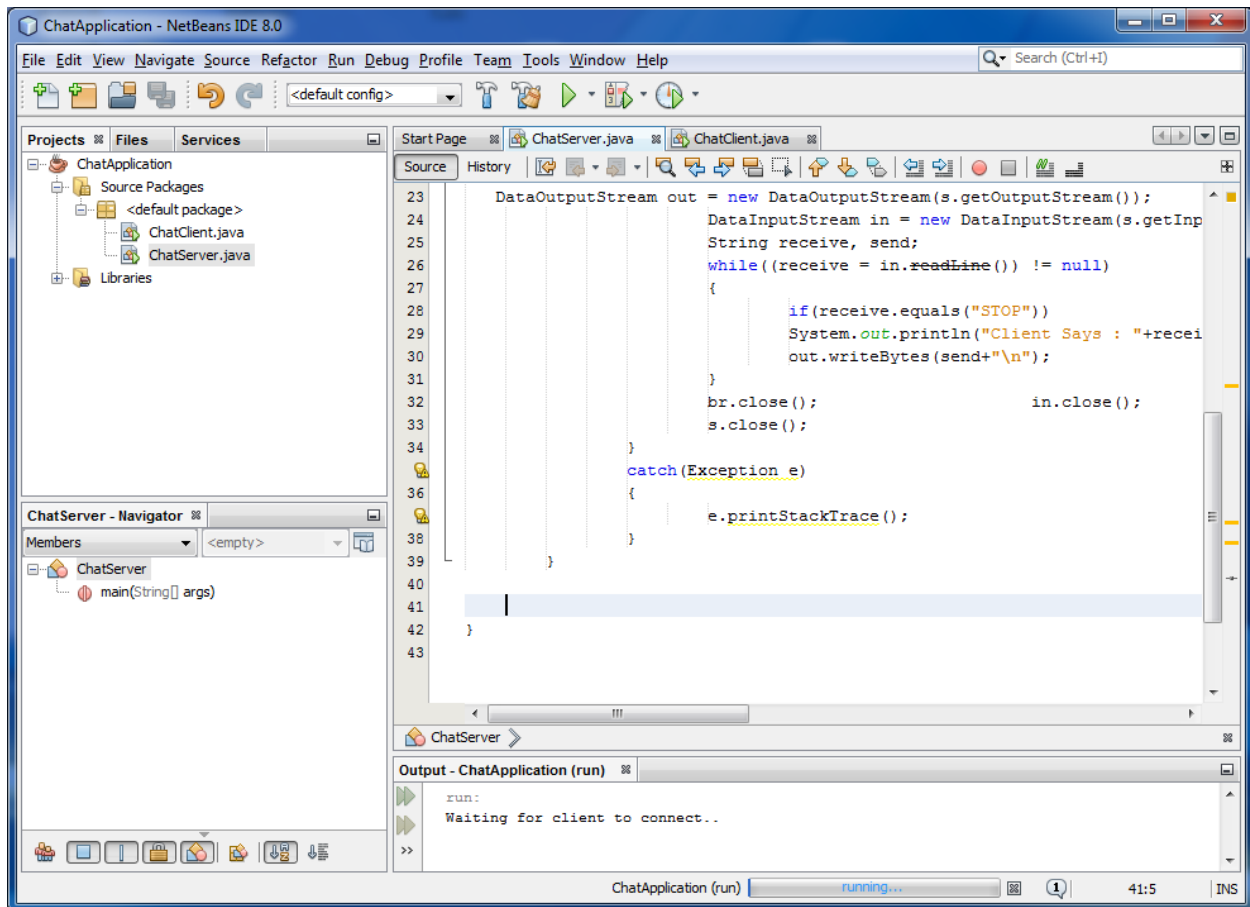 ChatApplication - NetBeans IDE 8.0
File Edit View Navigate Source Refactor Run Debug Profile Team Tools Window Help
Search (Ctrl+I)
<default config>
Projects Files Services
ChatApplication
Source Packages
<default package>
ChatClient.java
ChatServer.java
Libraries
ChatServer - Navigator
Members <empty>
ChatServer
main(String[] args)
Start Page ChatServer.java ChatClient.java
Source History
23 DataOutputStream out = new DataOutputStream(s.getOutputStream());
24 DataInputStream in = new DataInputStream(s.getInp
25 String receive, send;
26 while((receive = in.readLine()) != null)
27 {
28 if(receive.equals("STOP"))
29 System.out.println("Client Says : "+recei
30 out.writeBytes(send+"\n");
31 }
32 br.close(); in.close();
33 s.close();
34 }
catch(Exception e)
36 {
e.printStackTrace();
38 }
39 }
40
41
42 }
43
ChatServer
Output - ChatApplication (run)
run:
Waiting for client to connect..
ChatApplication (run) running... 1 41:5 INS